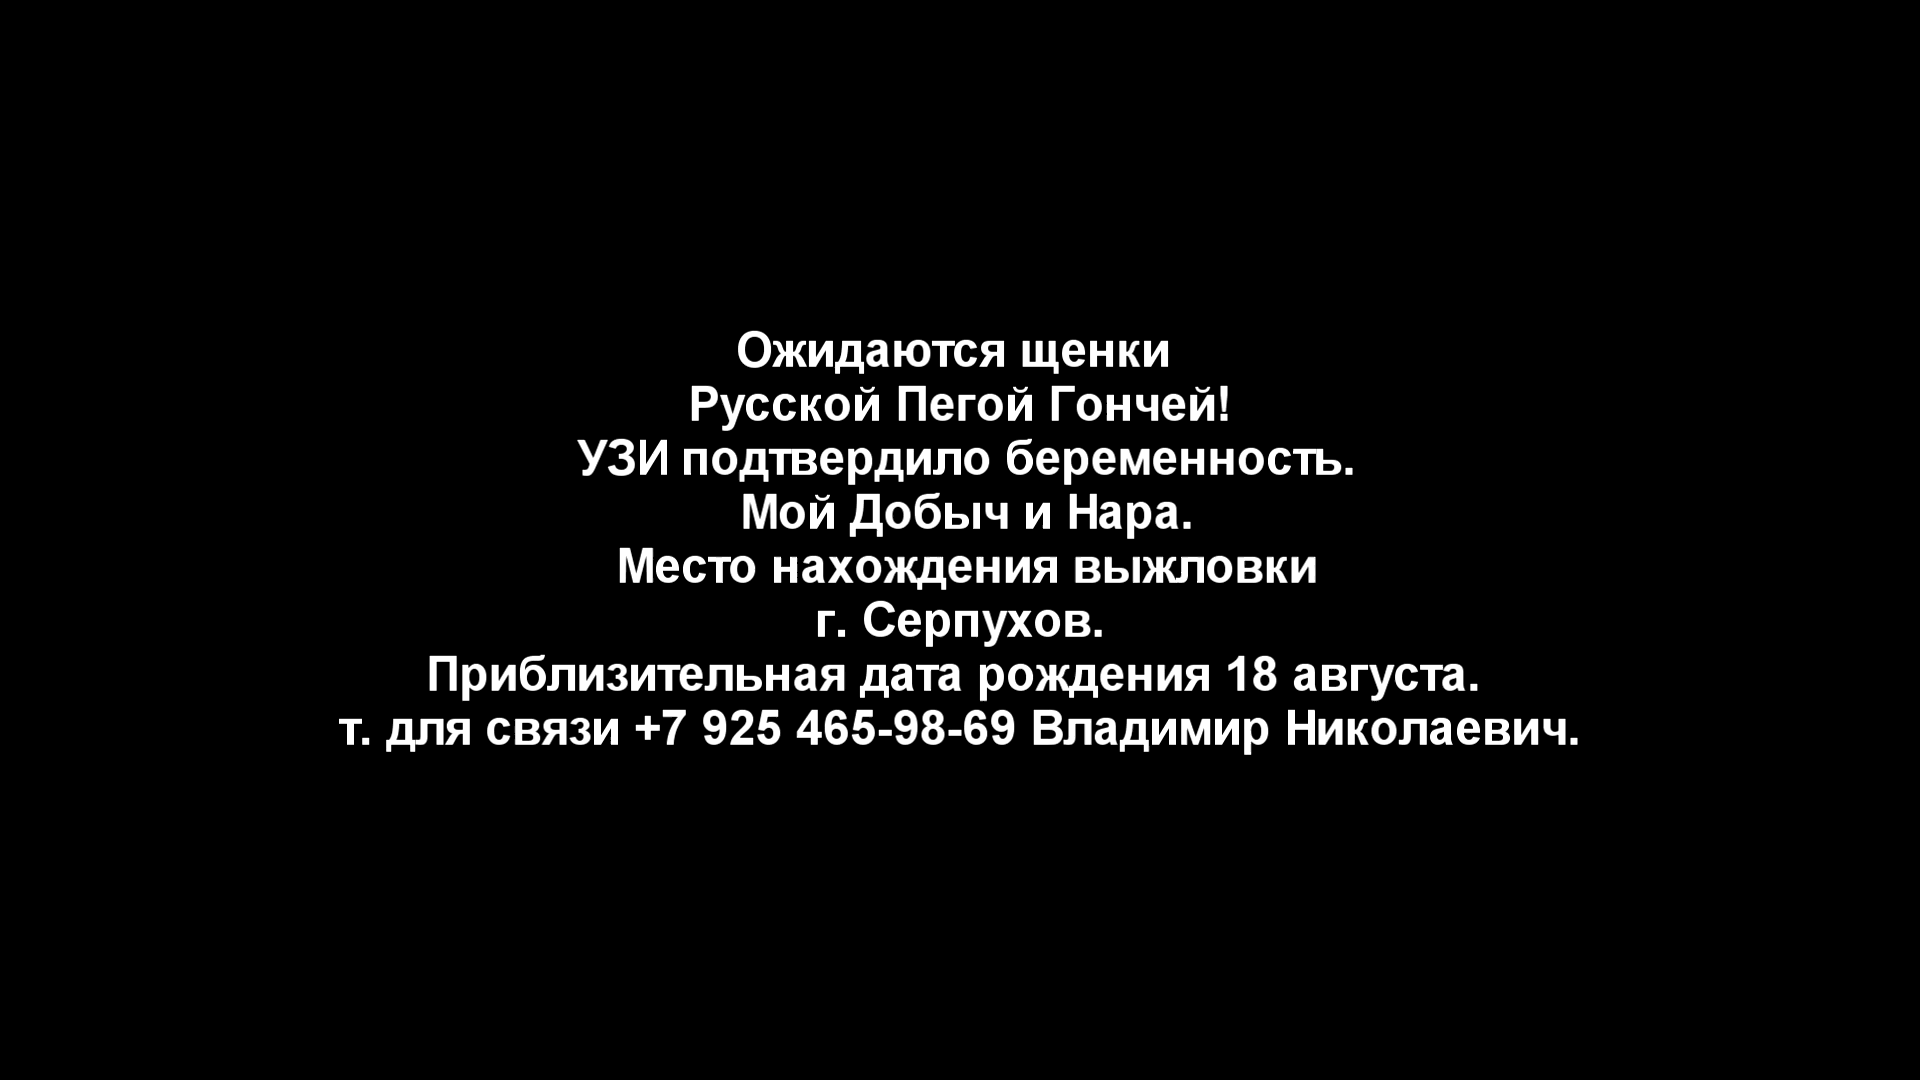 Ожидаются щенки
Русской Пегой Гончей!
УЗИ подтвердило беременность.
Мой Добыч и Нара.
Место нахождения выжловки
г. Серпухов.
Приблизительная дата рождения 18 августа.
т. для связи +7 925 465-98-69 Владимир Николаевич.